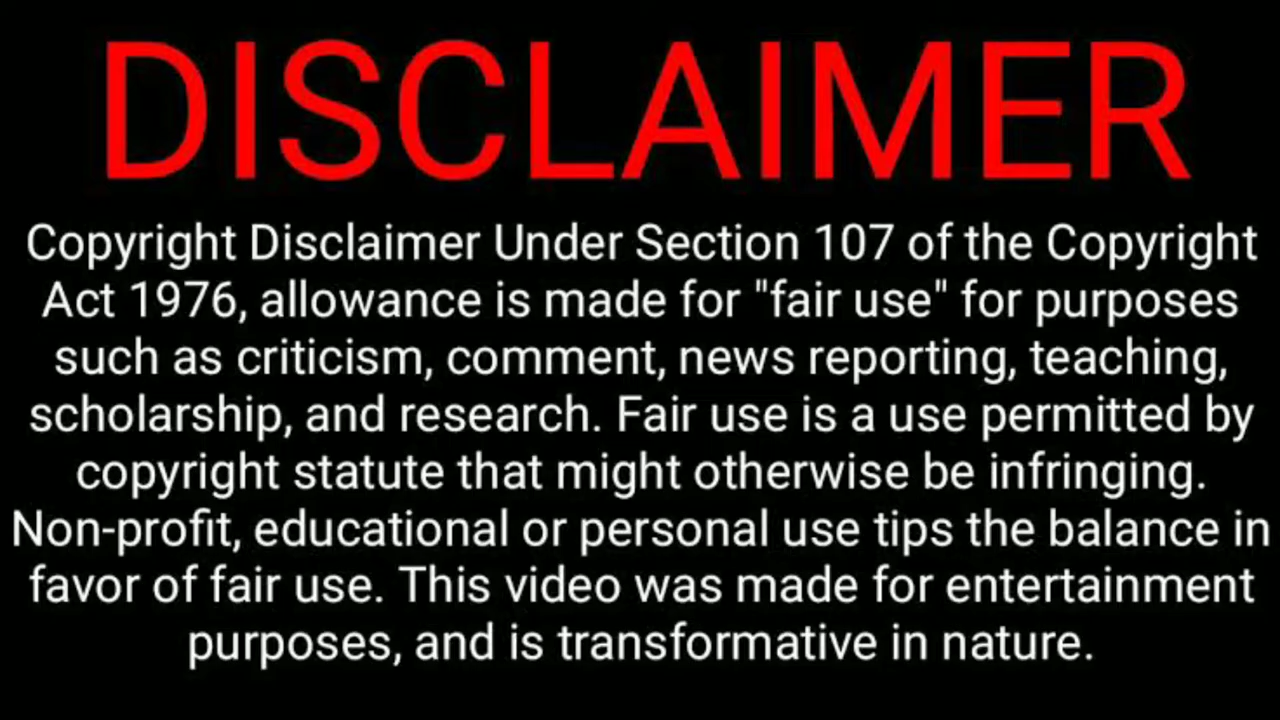 DISCLAIMER
Copyright Disclaimer Under Section 107 of the Copyright
Act 1976, allowance is made for "fair use" for purposes
such as criticism, comment, news reporting, teaching,
scholarship, and research. Fair use is a use permitted by
copyright statute that might otherwise be infringing.
Non-profit, educational or personal use tips the balance in
favor of fair use. This video was made for entertainment
purposes, and is transformative in nature.